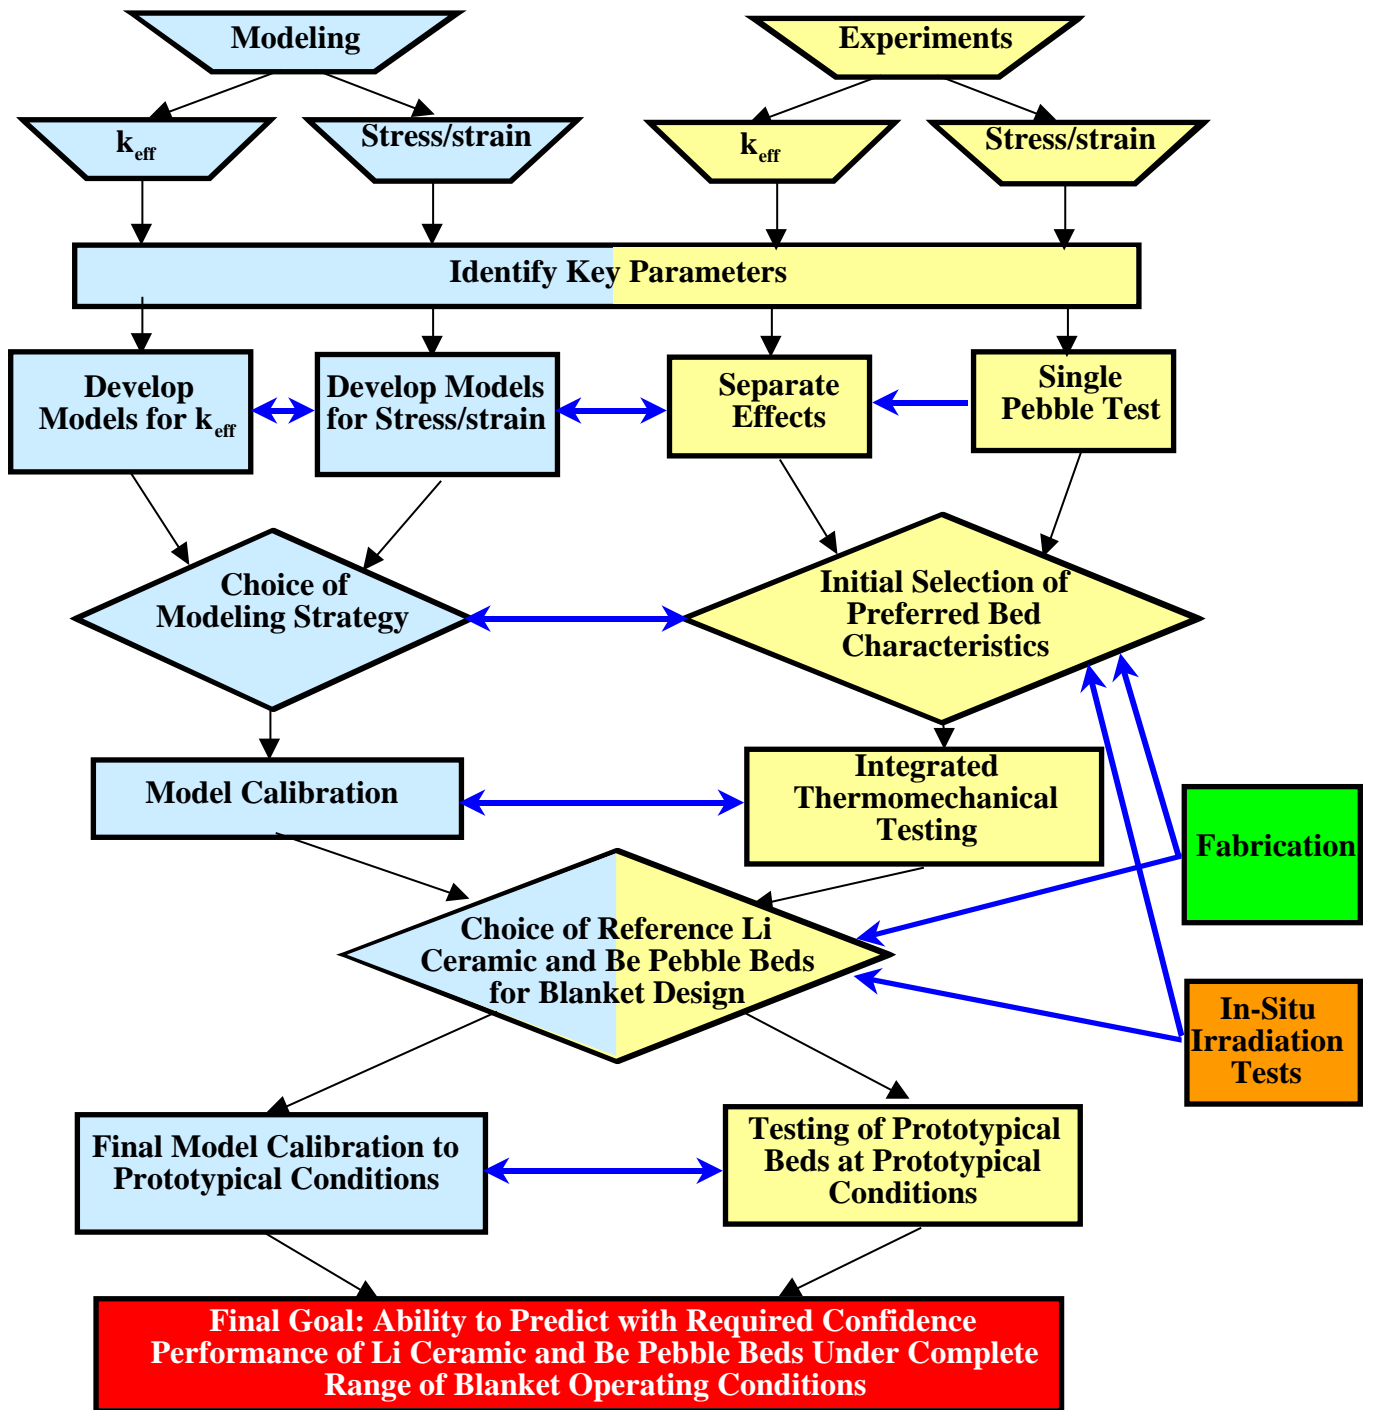 Modeling
Experiments
k_eff
Stress/strain
k_eff
Stress/strain
Identify Key Parameters
Develop
Models for k_eff
Develop Models
for Stress/strain
Separate
Effects
Single
Pebble Test
Choice of
Modeling Strategy
Initial Selection of
Preferred Bed
Characteristics
Model Calibration
Integrated
Thermomechanical
Testing
Fabrication
Choice of Reference Li
Ceramic and Be Pebble Beds
for Blanket Design
In-Situ
Irradiation
Tests
Final Model Calibration to
Prototypical Conditions
Testing of Prototypical
Beds at Prototypical
Conditions
Final Goal: Ability to Predict with Required Confidence
Performance of Li Ceramic and Be Pebble Beds Under Complete
Range of Blanket Operating Conditions